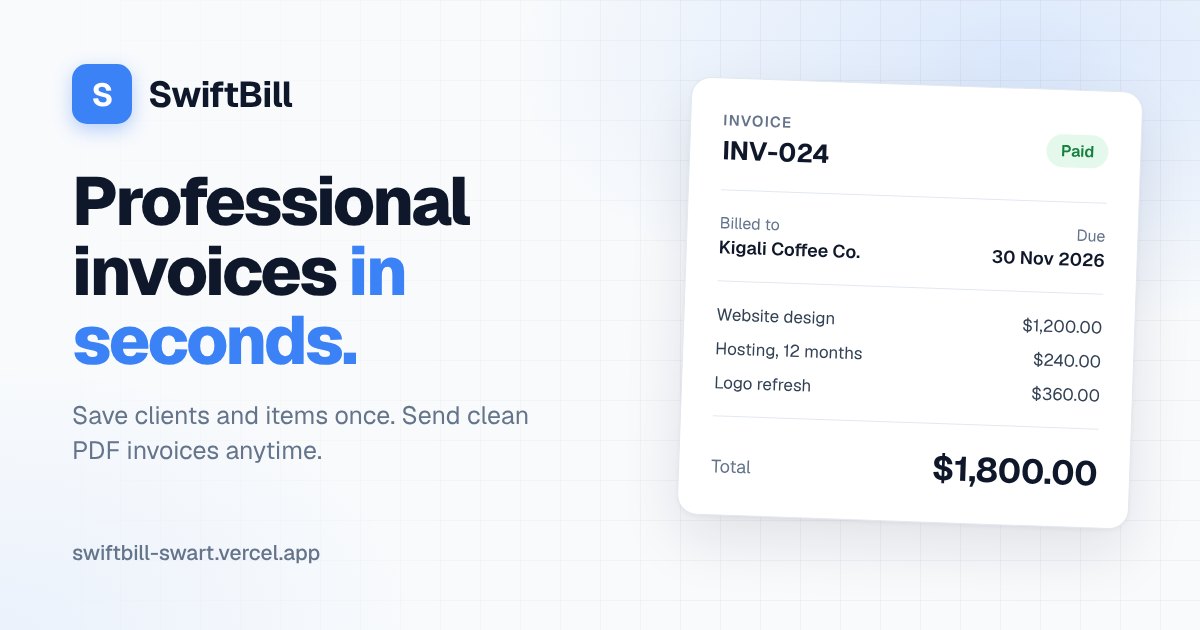 S
SwiftBill
Professional
invoices in
seconds.
Save clients and items once. Send clean
PDF invoices anytime.
swiftbill-swart.vercel.app
INVOICE
INV-024
Paid
Billed to
Kigali Coffee Co.
Due
30 Nov 2026
Website design $1,200.00
Hosting, 12 months $240.00
Logo refresh $360.00
Total $1,800.00